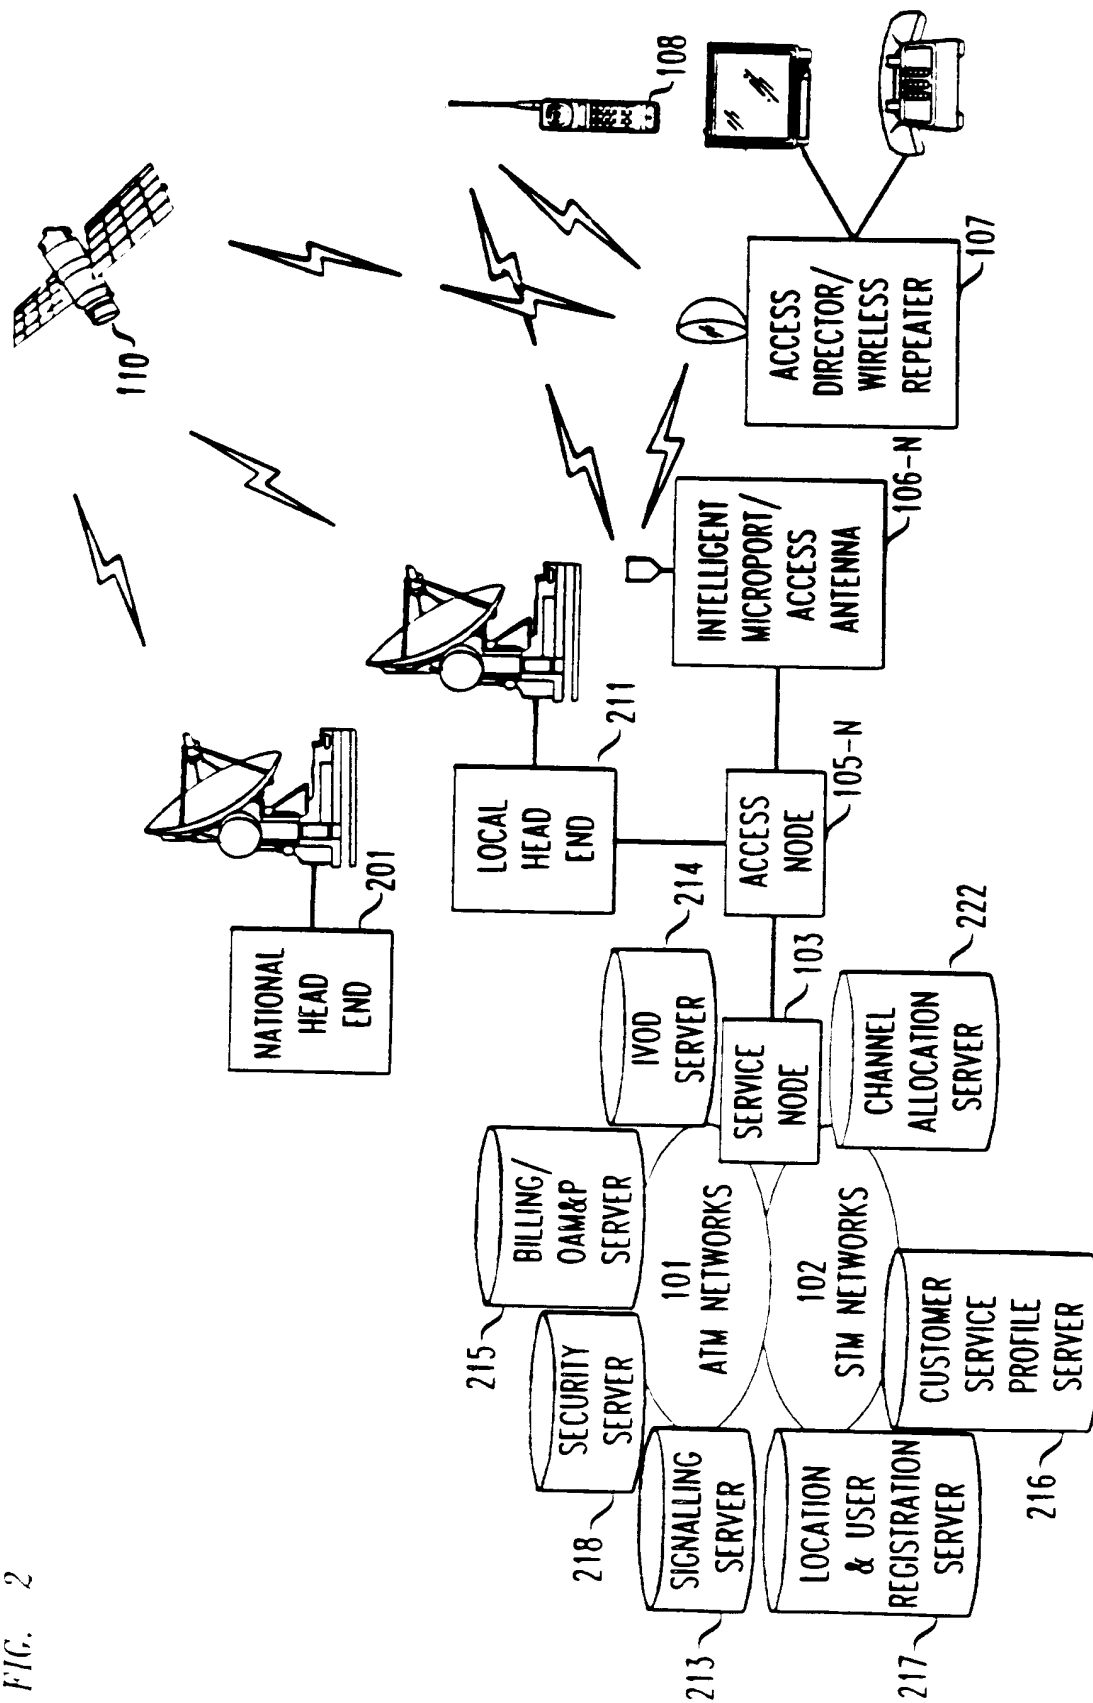 FIG. 2
110
108
NATIONAL
HEAD
END
201
LOCAL
HEAD
END
211
215
BILLING/
OAM&P
SERVER
218
SECURITY
SERVER
IVOD
SERVER
214
213
SIGNALLING
SERVER
101
ATM NETWORKS
SERVICE
NODE
103
ACCESS
NODE
105-N
INTELLIGENT
MICROPORT/
ACCESS
ANTENNA
106-N
ACCESS
DIRECTOR/
WIRELESS
REPEATER
107
217
LOCATION
& USER
REGISTRATION
SERVER
102
STM NETWORKS
CHANNEL
ALLOCATION
SERVER
222
216
CUSTOMER
SERVICE
PROFILE
SERVER